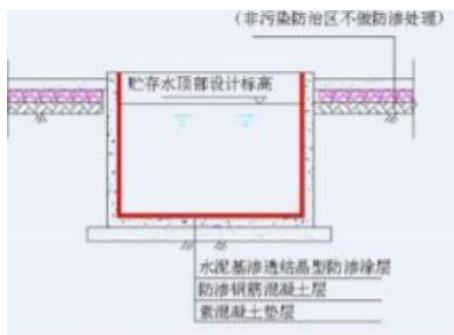 （非污染防治区不做防渗处理）
贮存水顶部设计标高
水泥基渗透结晶型防渗涂层
防渗钢筋混凝土层
素混凝土垫层